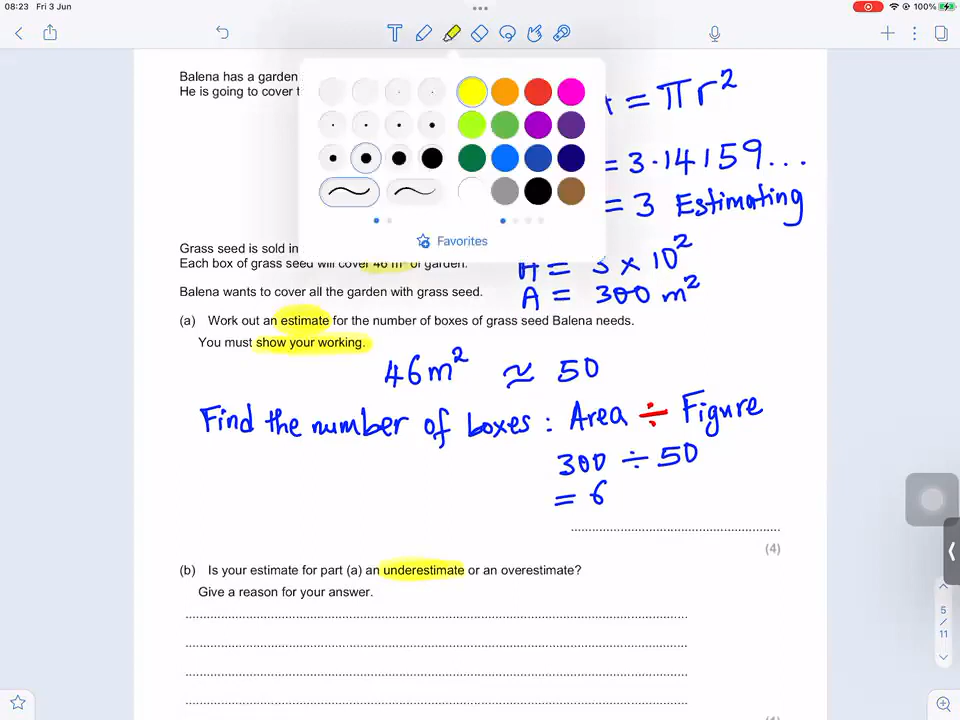 08:23 Fri 3 Jun
100%
Balena has a garden
He is going to cover
= πr²
= 3.14159...
= 3 Estimating
Favorites
Grass seed is sold in
Each box of grass seed will cover 46 m² of garden.
A = 3 × 10²
Balena wants to cover all the garden with grass seed.
A = 300 m²
(a) Work out an estimate for the number of boxes of grass seed Balena needs.
You must show your working.
46m² ≈ 50
Find the number of boxes : Area ÷ Figure
300 ÷ 50
= 6
(4)
(b) Is your estimate for part (a) an underestimate or an overestimate?
Give a reason for your answer.
5
/
11